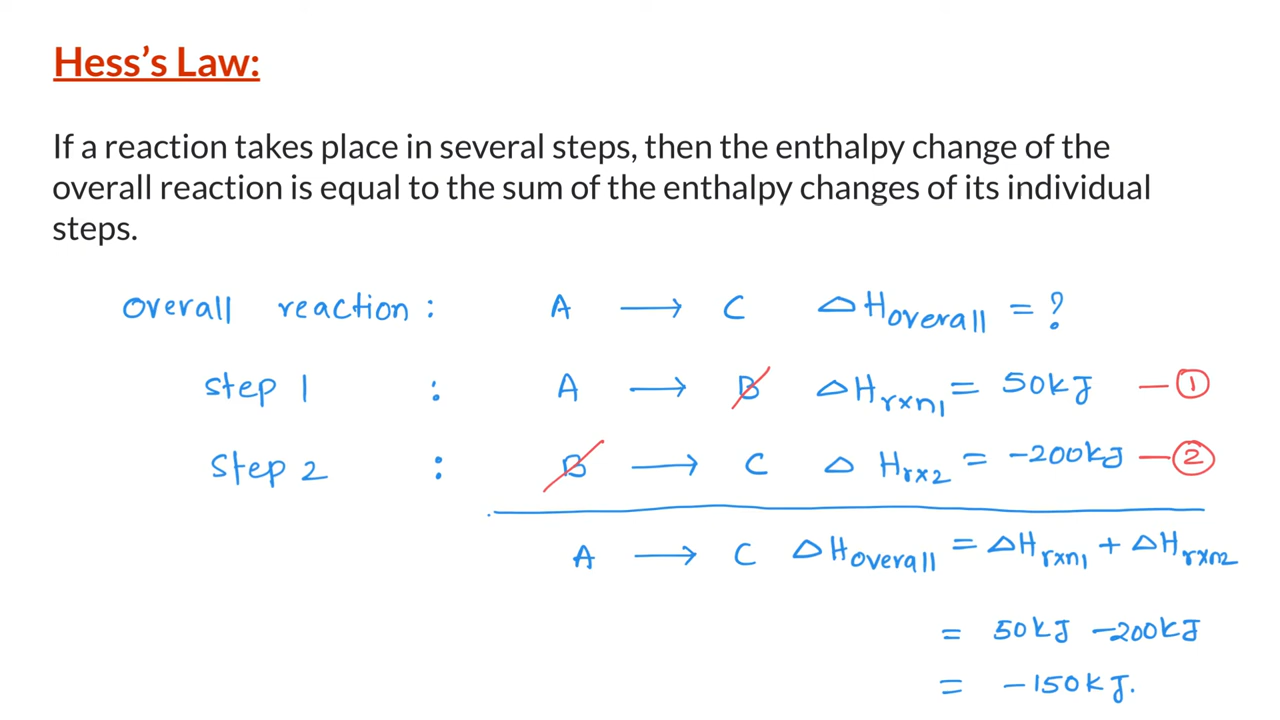 Hess’s Law:
If a reaction takes place in several steps, then the enthalpy change of the
overall reaction is equal to the sum of the enthalpy changes of its individual
steps.
overall reaction : A ⟶ C ΔHoverall = ?
Step 1 : A ⟶ B ΔHrxn1 = 50kJ —①
Step 2 : B ⟶ C Δ Hrx2 = -200kJ —②
A ⟶ C ΔHoverall = ΔHrxn1 + ΔHrxn2
= 50kJ -200kJ
= -150kJ.